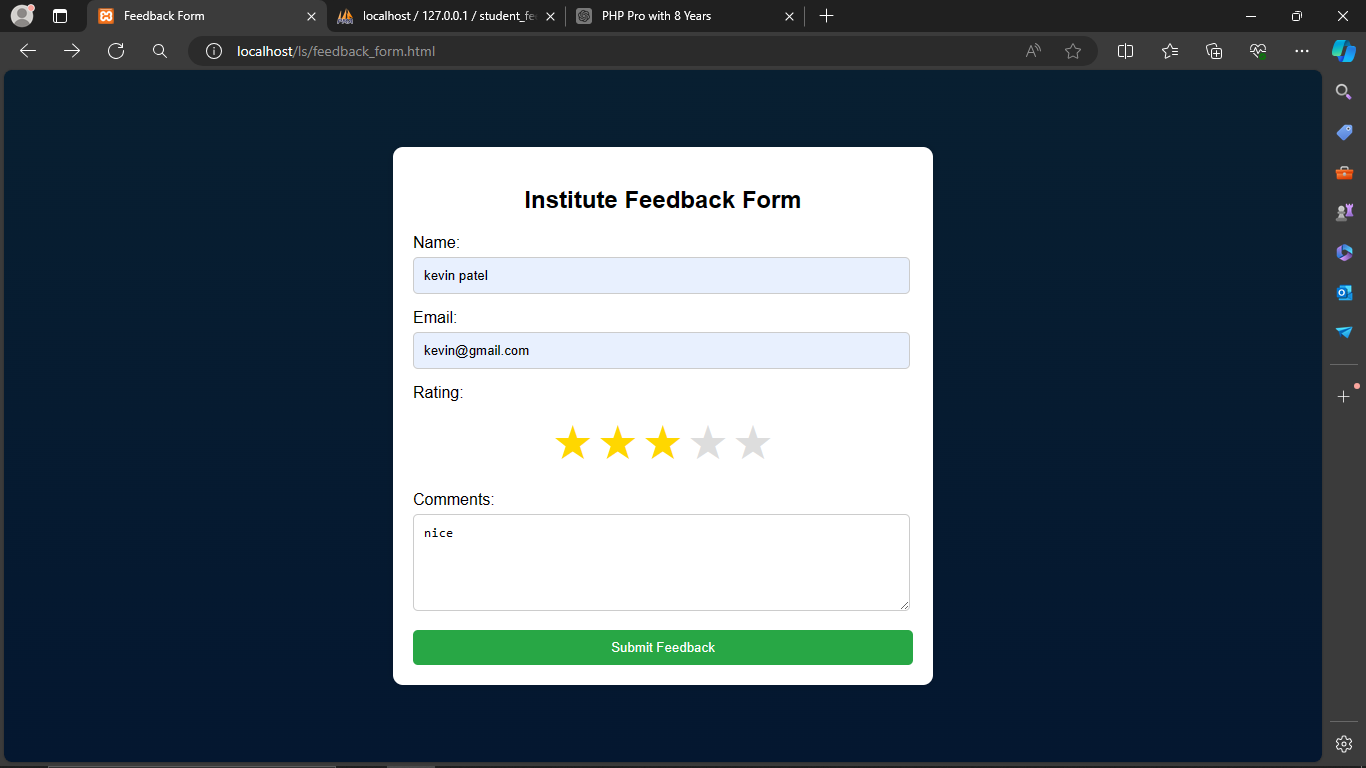 Feedback Form
localhost / 127.0.0.1 / student_fe
PHP Pro with 8 Years
localhost/ls/feedback_form.html
Institute Feedback Form
Name:
kevin patel
Email:
kevin@gmail.com
Rating:
Comments:
nice
Submit Feedback